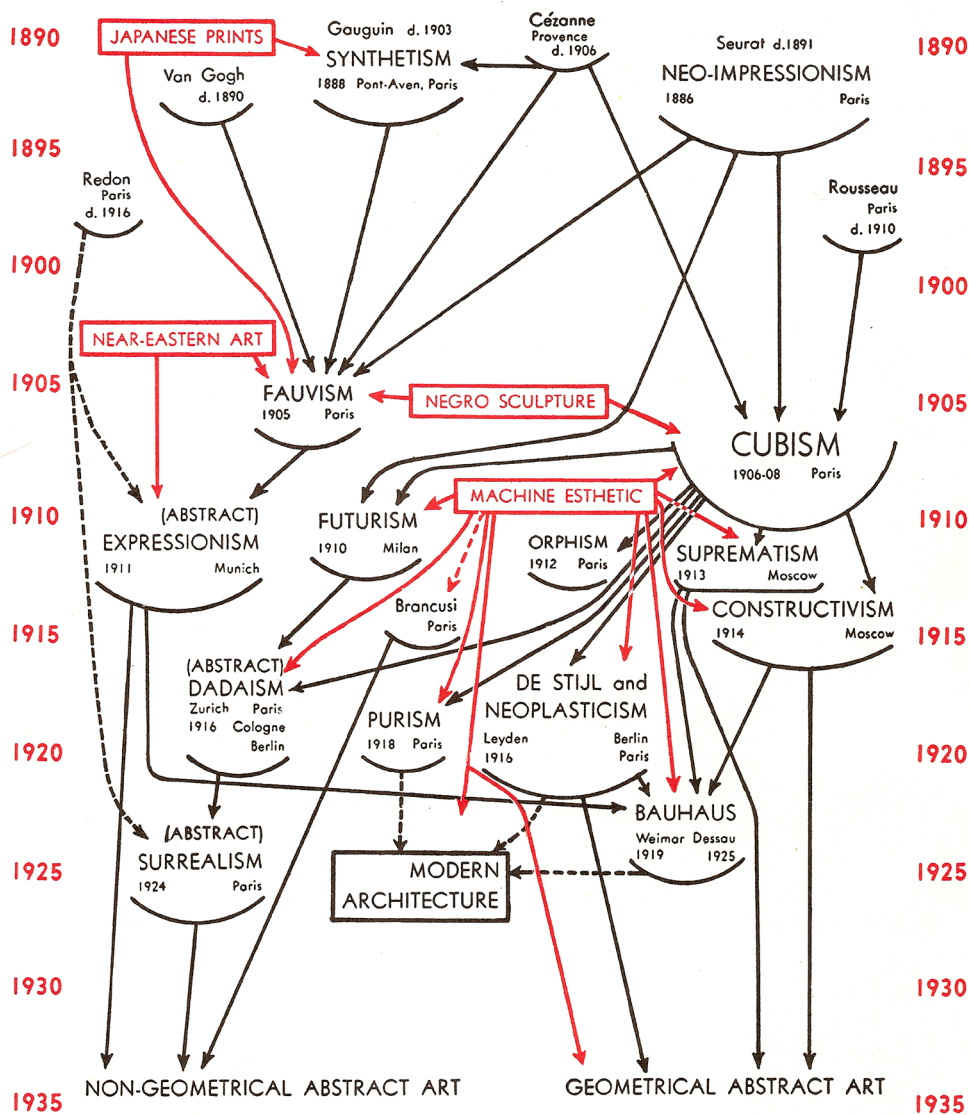 1890
JAPANESE PRINTS
Gauguin d. 1903
SYNTHETISM
1888 Pont-Aven, Paris
Cézanne
Provence
d. 1906
Seurat d.1891
NEO-IMPRESSIONISM
1886 Paris
1890
Van Gogh
d. 1890
1895
1895
Redon
Paris
d. 1916
Rousseau
Paris
d. 1910
1900
1900
NEAR-EASTERN ART
1905
FAUVISM
1905 Paris
NEGRO SCULPTURE
1905
CUBISM
1906-08 Paris
1910
(ABSTRACT)
EXPRESSIONISM
1911 Munich
FUTURISM
1910 Milan
MACHINE ESTHETIC
ORPHISM
1912 Paris
SUPREMATISM
1913 Moscow
1910
Brancusi
Paris
CONSTRUCTIVISM
1914 Moscow
1915
1915
(ABSTRACT)
DADAISM
Zurich Paris
1916 Cologne
Berlin
PURISM
1918 Paris
DE STIJL and
NEOPLASTICISM
Leyden Berlin
1916 Paris
1920
1920
(ABSTRACT)
SURREALISM
1924 Paris
BAUHAUS
Weimar Dessau
1919 1925
1925
MODERN
ARCHITECTURE
1925
1930
1930
NON-GEOMETRICAL ABSTRACT ART
GEOMETRICAL ABSTRACT ART
1935
1935